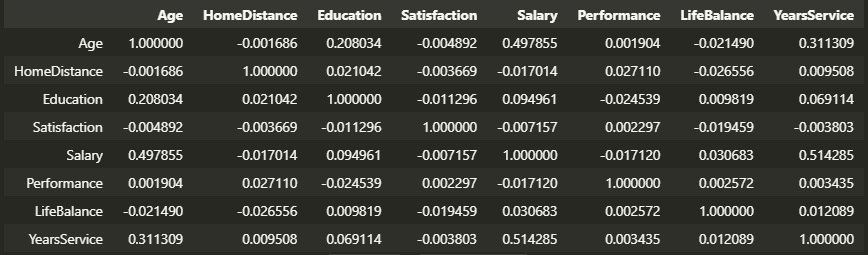 Age HomeDistance Education Satisfaction Salary Performance LifeBalance YearsService
Age 1.000000 -0.001686 0.208034 -0.004892 0.497855 0.001904 -0.021490 0.311309
HomeDistance -0.001686 1.000000 0.021042 -0.003669 -0.017014 0.027110 -0.026556 0.009508
Education 0.208034 0.021042 1.000000 -0.011296 0.094961 -0.024539 0.009819 0.069114
Satisfaction -0.004892 -0.003669 -0.011296 1.000000 -0.007157 0.002297 -0.019459 -0.003803
Salary 0.497855 -0.017014 0.094961 -0.007157 1.000000 -0.017120 0.030683 0.514285
Performance 0.001904 0.027110 -0.024539 0.002297 -0.017120 1.000000 0.002572 0.003435
LifeBalance -0.021490 -0.026556 0.009819 -0.019459 0.030683 0.002572 1.000000 0.012089
YearsService 0.311309 0.009508 0.069114 -0.003803 0.514285 0.003435 0.012089 1.000000